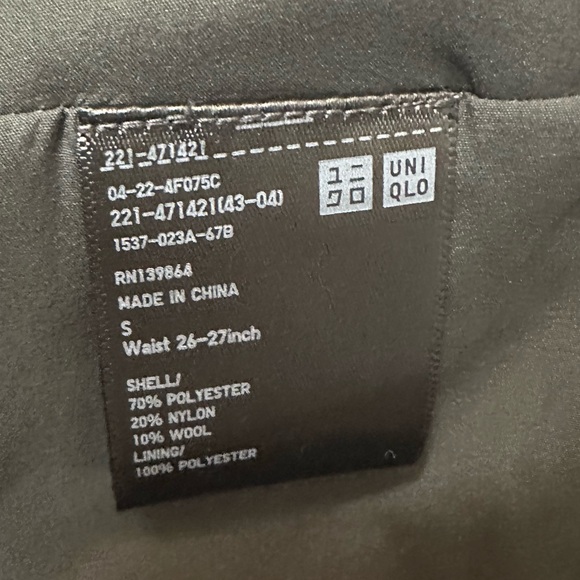 221-471421
04-22-4F075C
221-471421(43-04)
1537-023A-67B
RN139864
MADE IN CHINA
S
Waist 26-27inch
SHELL/
70% POLYESTER
20% NYLON
10% WOOL
LINING/
100% POLYESTER
ユニ
クロ
UNI
QLO